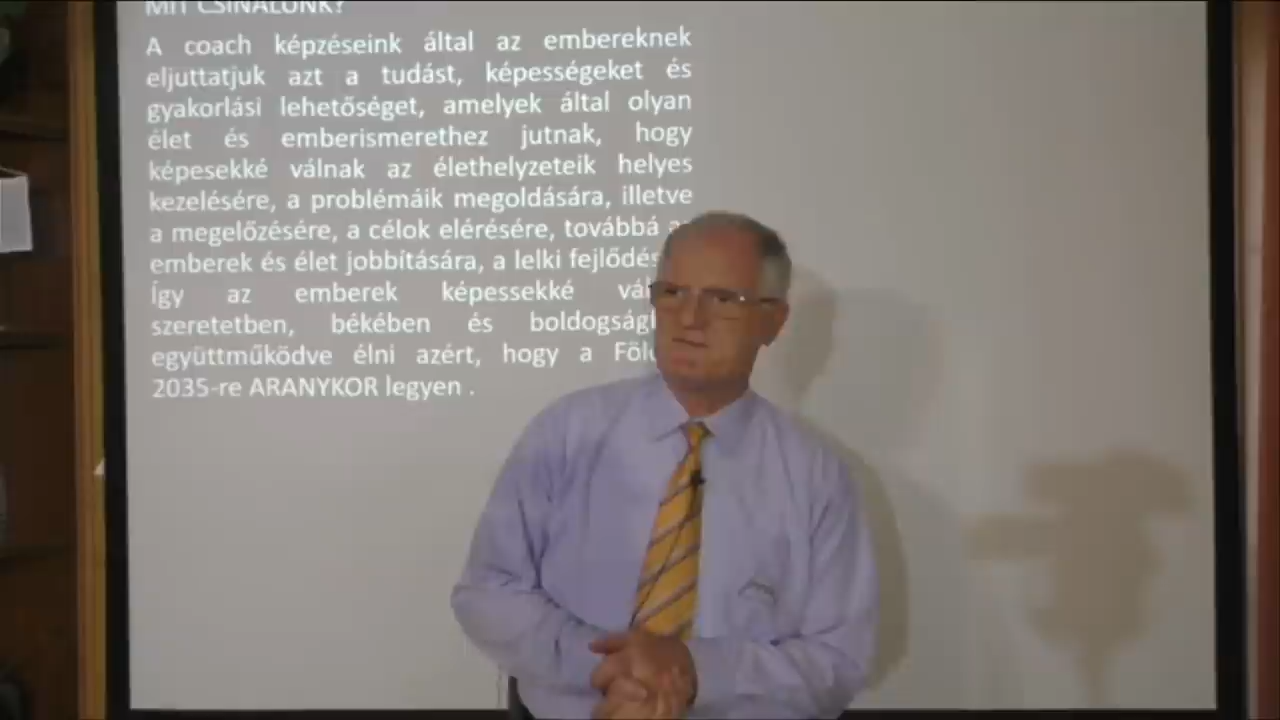 MIT CSINÁLUNK?
A coach képzéseink által az embereknek
eljuttatjuk azt a tudást, képességeket és
gyakorlási lehetőséget, amelyek által olyan
élet és emberismerethez jutnak, hogy
képesekké válnak az élethelyzeteik helyes
kezelésére, a problémáik megoldására, illetve
a megelőzésére, a célok elérésére, továbbá
emberek és élet jobbítására, a lelki
Így az emberek képessekké
szeretetben, békében és
együttműködve élni azért, hogy a
2035-re ARANYKOR legyen .